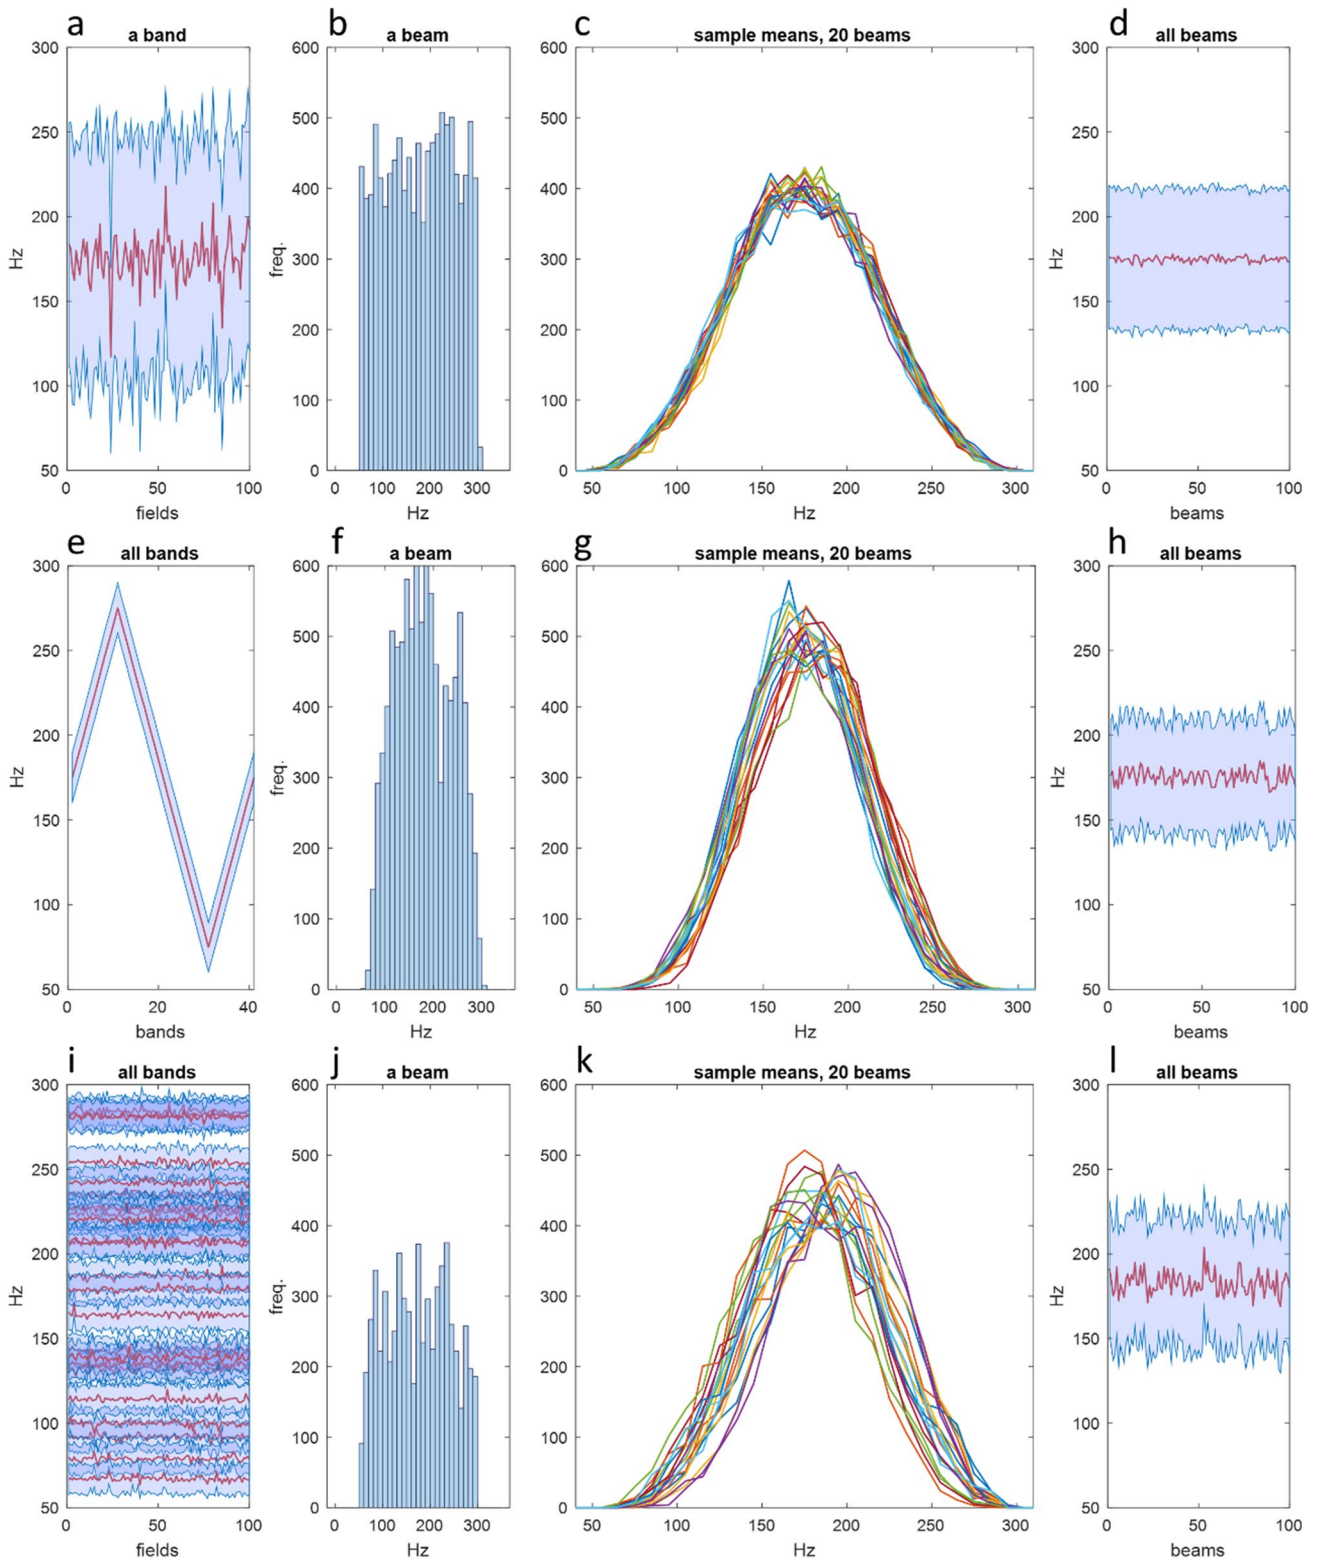 a
b
c
d
a band
a beam
sample means, 20 beams
all beams
300
250
200
150
100
50
Hz
0 50 100
fields
600
500
400
300
200
100
0
freq.
0 100 200 300
Hz
600
500
400
300
200
100
0
50 100 150 200 250 300
Hz
300
250
200
150
100
50
Hz
0 50 100
beams
e
f
g
h
all bands
a beam
sample means, 20 beams
all beams
300
250
200
150
100
50
Hz
0 20 40
bands
600
500
400
300
200
100
0
freq.
0 100 200 300
Hz
600
500
400
300
200
100
0
50 100 150 200 250 300
Hz
300
250
200
150
100
50
Hz
0 50 100
beams
i
j
k
l
all bands
a beam
sample means, 20 beams
all beams
300
250
200
150
100
50
Hz
0 50 100
fields
600
500
400
300
200
100
0
freq.
0 100 200 300
Hz
600
500
400
300
200
100
0
50 100 150 200 250 300
Hz
300
250
200
150
100
50
Hz
0 50 100
beams